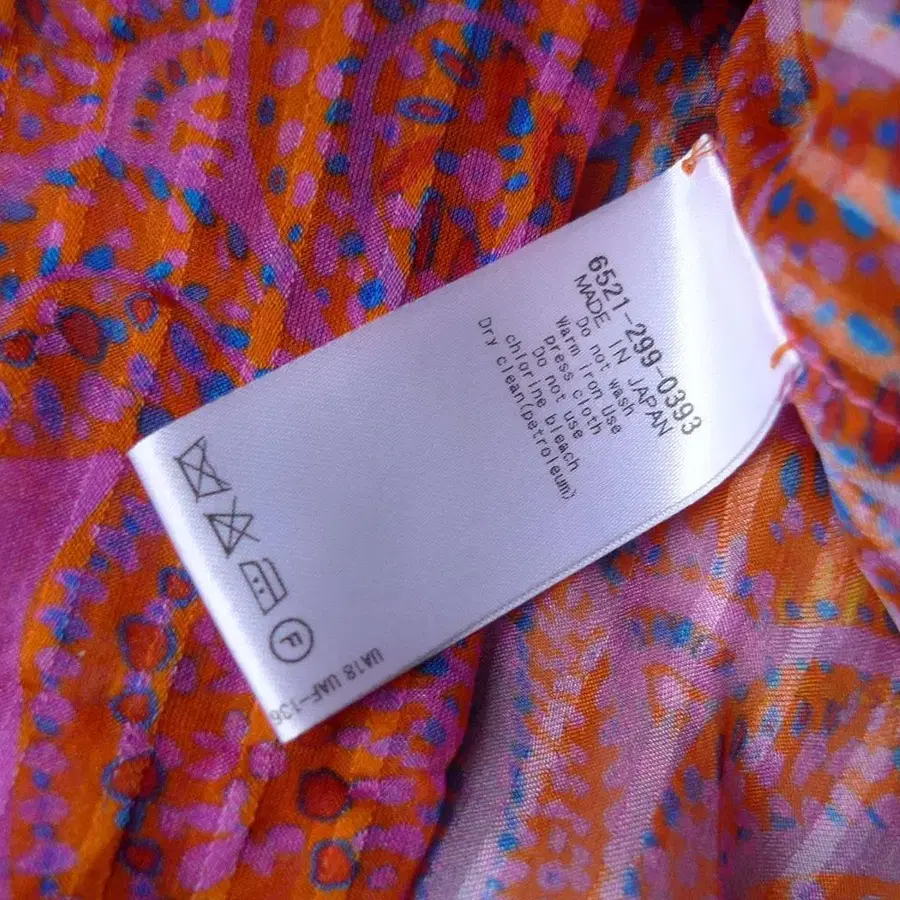 6521-299-0393
MADE IN JAPAN
Do not wash
Warm iron Use
press cloth
Do not use
chlorine bleach
Dry clean(petroleum)
F
UA18 UAF-136